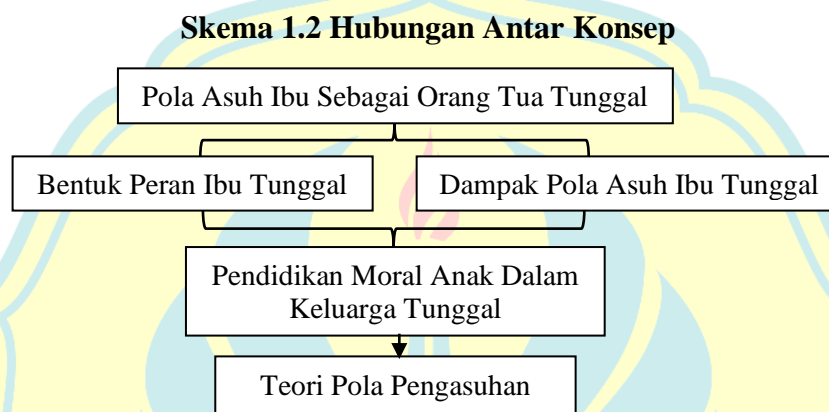 Skema 1.2 Hubungan Antar Konsep
Pola Asuh Ibu Sebagai Orang Tua Tunggal
Bentuk Peran Ibu Tunggal
Dampak Pola Asuh Ibu Tunggal
Pendidikan Moral Anak Dalam
Keluarga Tunggal
Teori Pola Pengasuhan